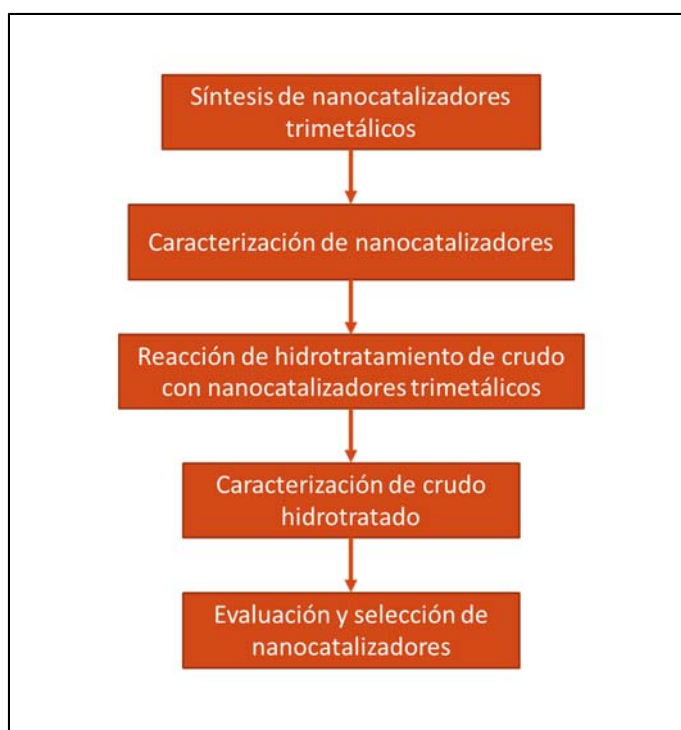 Síntesis de nanocatalizadores
trimetálicos
Caracterización de nanocatalizadores
Reacción de hidrotratamiento de crudo
con nanocatalizadores trimetálicos
Caracterización de crudo
hidrotratado
Evaluación y selección de
nanocatalizadores